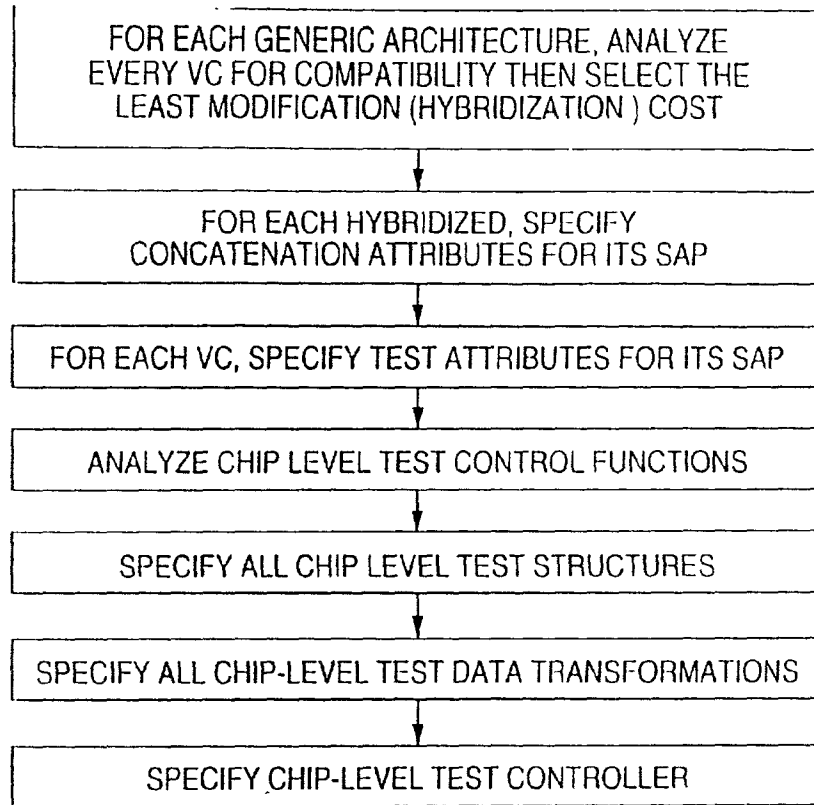 FOR EACH GENERIC ARCHITECTURE, ANALYZE
EVERY VC FOR COMPATIBILITY THEN SELECT THE
LEAST MODIFICATION (HYBRIDIZATION ) COST
FOR EACH HYBRIDIZED, SPECIFY
CONCATENATION ATTRIBUTES FOR ITS SAP
FOR EACH VC, SPECIFY TEST ATTRIBUTES FOR ITS SAP
ANALYZE CHIP LEVEL TEST CONTROL FUNCTIONS
SPECIFY ALL CHIP LEVEL TEST STRUCTURES
SPECIFY ALL CHIP-LEVEL TEST DATA TRANSFORMATIONS
SPECIFY CHIP-LEVEL TEST CONTROLLER